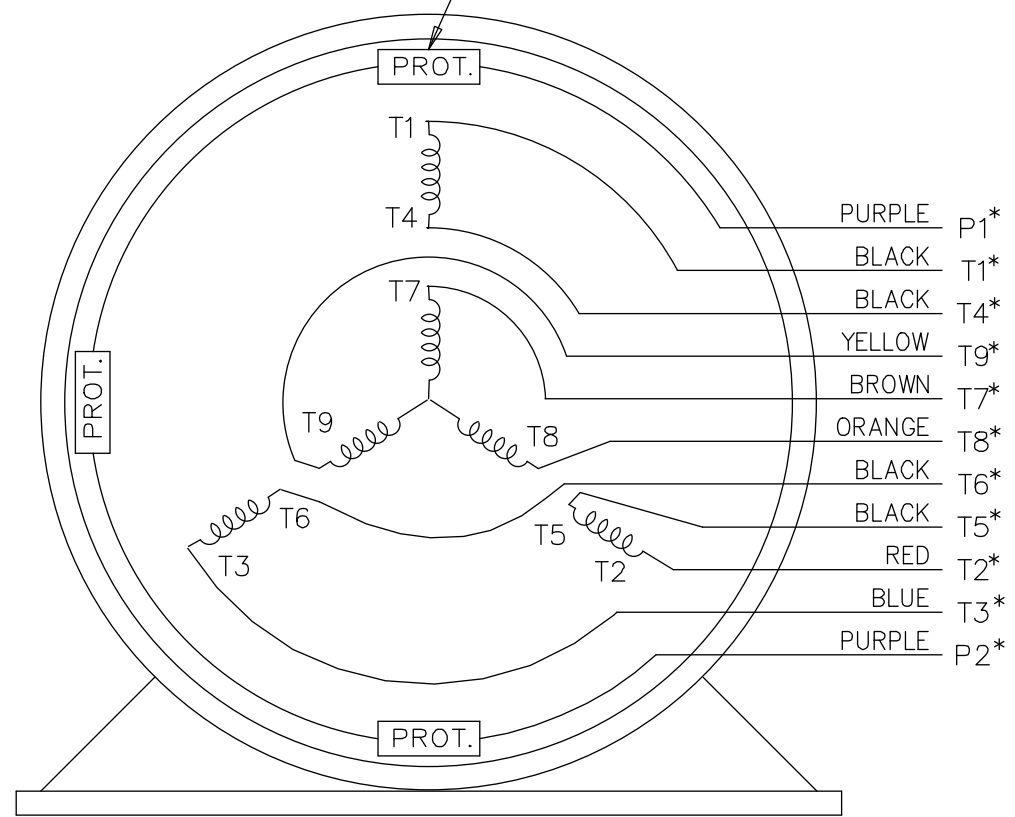 PROT.
T1
T4
T7
T9
T8
T6
T3
T5
T2
PROT.
PROT.
PURPLE P1*
BLACK T1*
BLACK T4*
YELLOW T9*
BROWN T7*
ORANGE T8*
BLACK T6*
BLACK T5*
RED T2*
BLUE T3*
PURPLE P2*